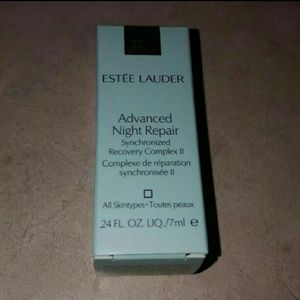 ESTĒE LAUDER
Advanced
Night Repair
Synchronized
Recovery Complex II
Complexe de réparation
synchronisée II
All Skintypes • Toutes peaux
.24 FL. OZ. LIQ./7ml e